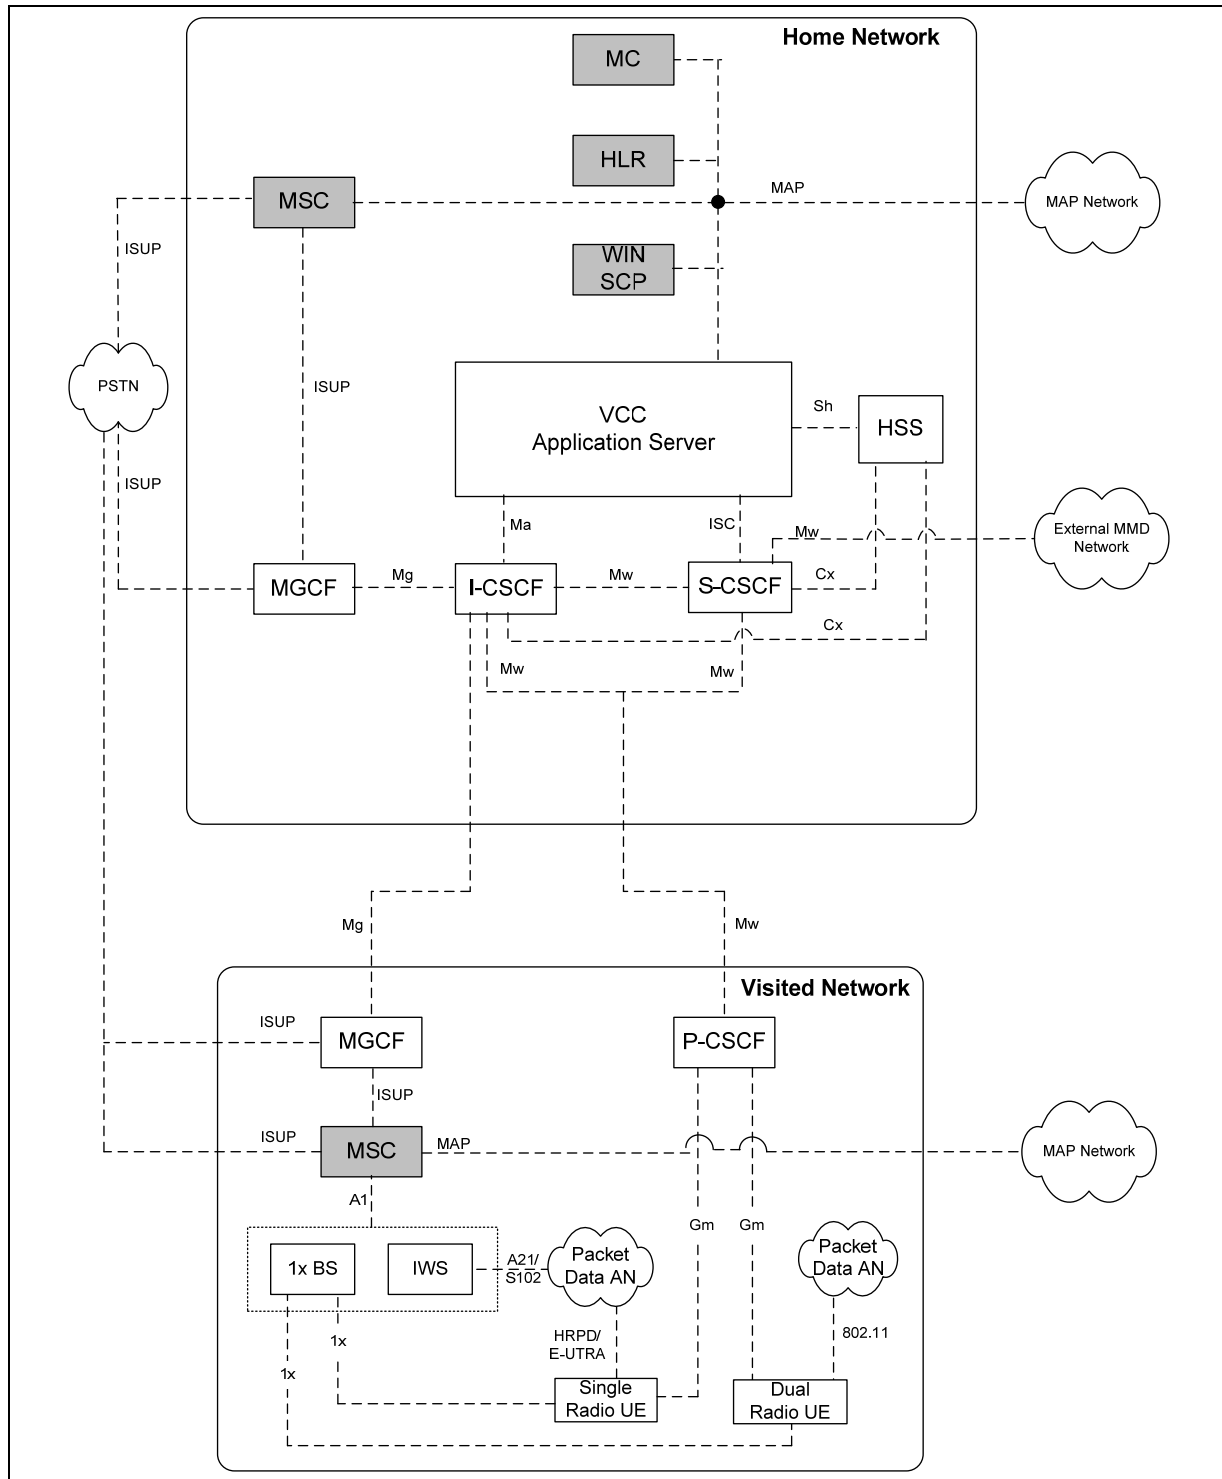 Home Network
MC
HLR
MSC
MAP
MAP Network
ISUP
WIN
SCP
PSTN
ISUP
VCC
Application Server
Sh
HSS
ISUP
Ma
ISC
Mw
External MMD
Network
MGCF
Mg
I-CSCF
Mw
S-CSCF
Cx
Cx
Mw
Mw
Mg
Mw
Visited Network
ISUP
MGCF
P-CSCF
ISUP
ISUP
MSC
MAP
MAP Network
A1
Gm
Gm
1x BS
IWS
A21/
S102
Packet
Data AN
Packet
Data AN
1x
HRPD/
E-UTRA
802.11
1x
Single
Radio UE
Dual
Radio UE